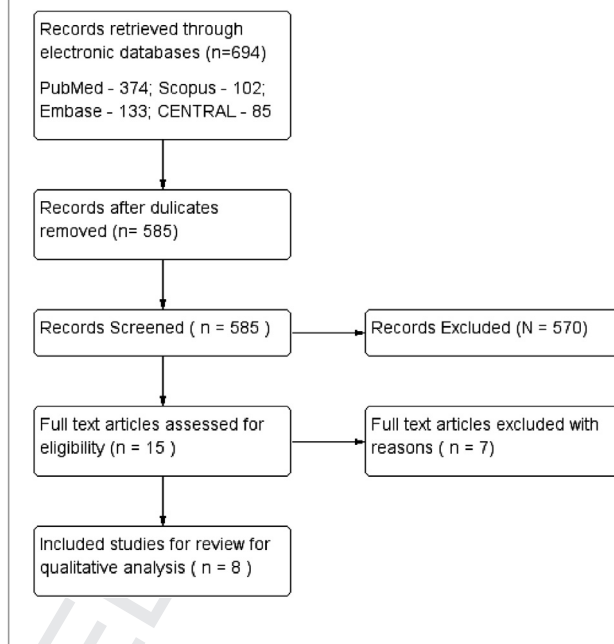 Records retrieved through
electronic databases (n=694)
PubMed - 374; Scopus - 102;
Embase - 133; CENTRAL - 85
Records after dulicates
removed (n= 585)
Records Screened ( n = 585 )
Records Excluded (N = 570)
Full text articles assessed for
eligibility (n = 15 )
Full text articles excluded with
reasons ( n = 7)
Included studies for review for
qualitative analysis ( n = 8 )